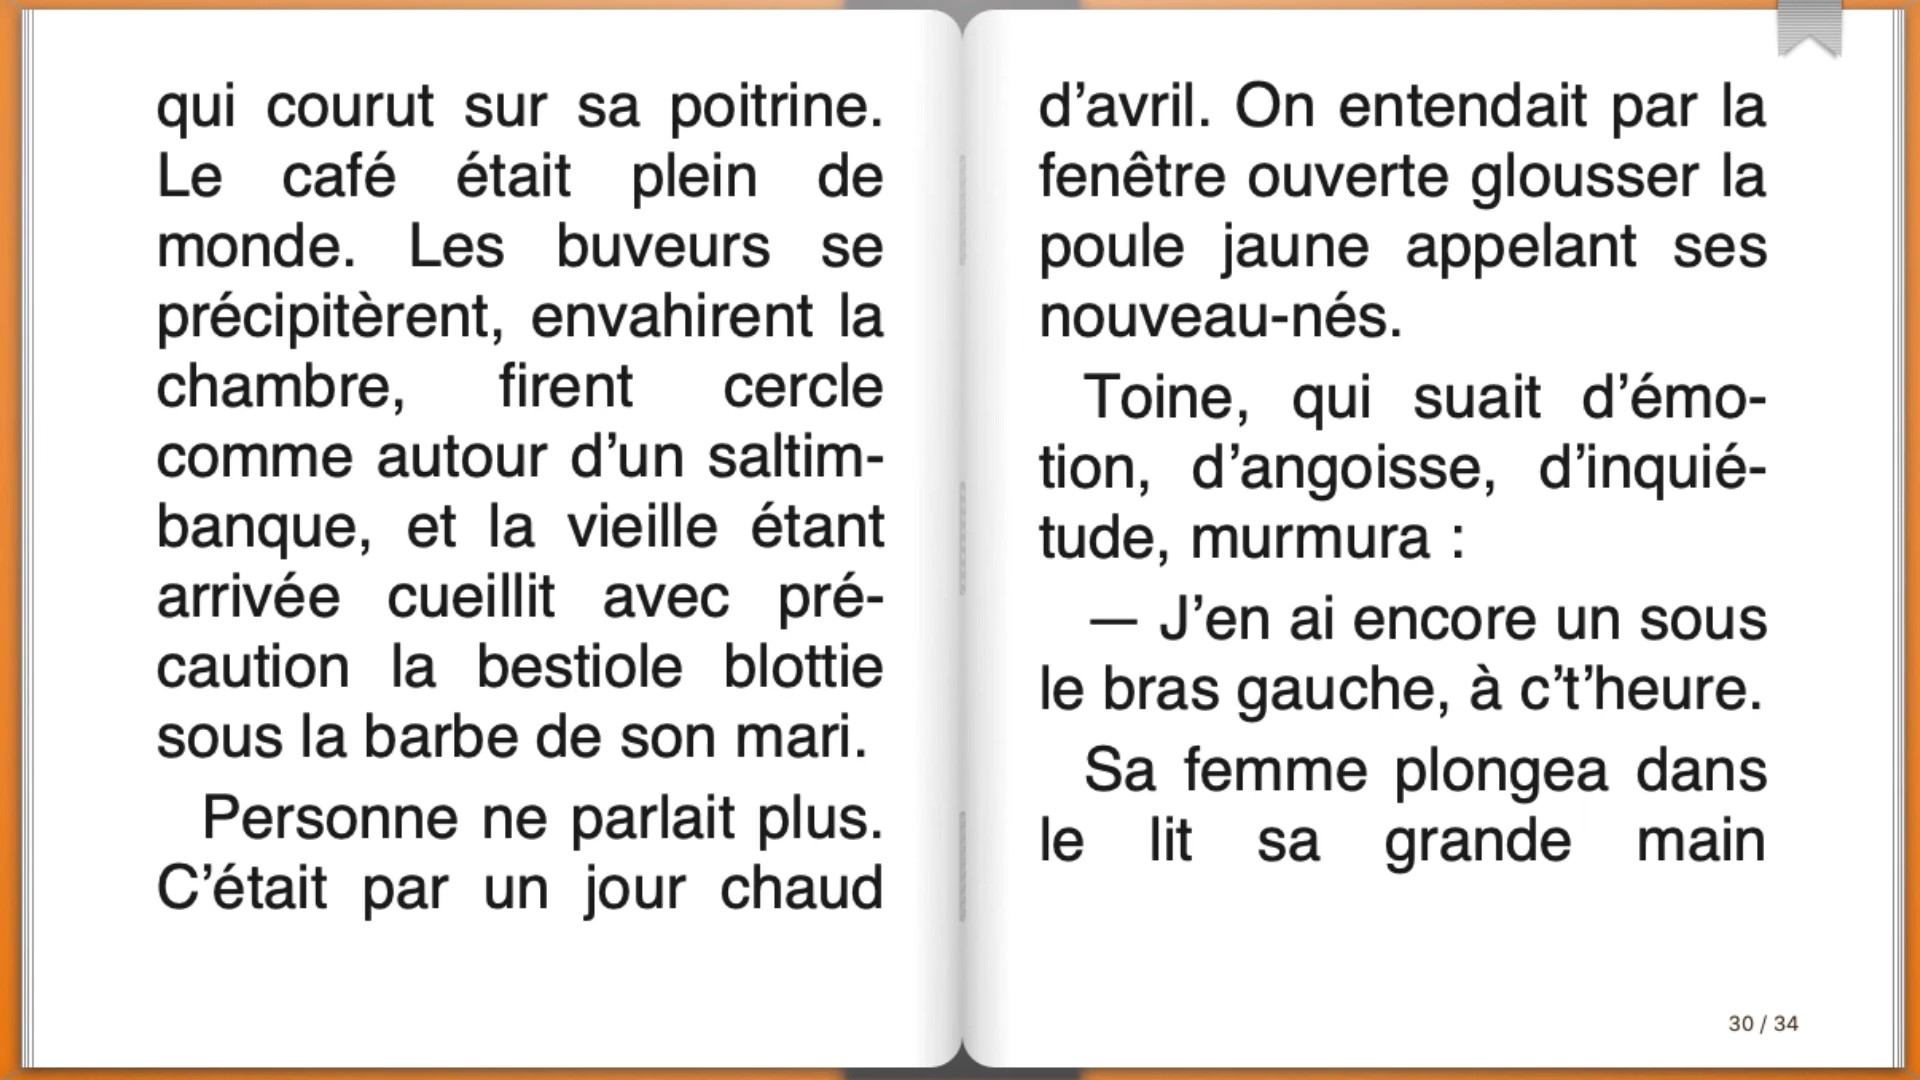 qui courut sur sa poitrine.
Le café était plein de
monde. Les buveurs se
précipitèrent, envahirent la
chambre, firent cercle
comme autour d’un saltim-
banque, et la vieille étant
arrivée cueillit avec pré-
caution la bestiole blottie
sous la barbe de son mari.
Personne ne parlait plus.
C’était par un jour chaud
d’avril. On entendait par la
fenêtre ouverte glousser la
poule jaune appelant ses
nouveau-nés.
Toine, qui suait d’émo-
tion, d’angoisse, d’inquié-
tude, murmura :
— J’en ai encore un sous
le bras gauche, à c’t’heure.
Sa femme plongea dans
le lit sa grande main
30 / 34